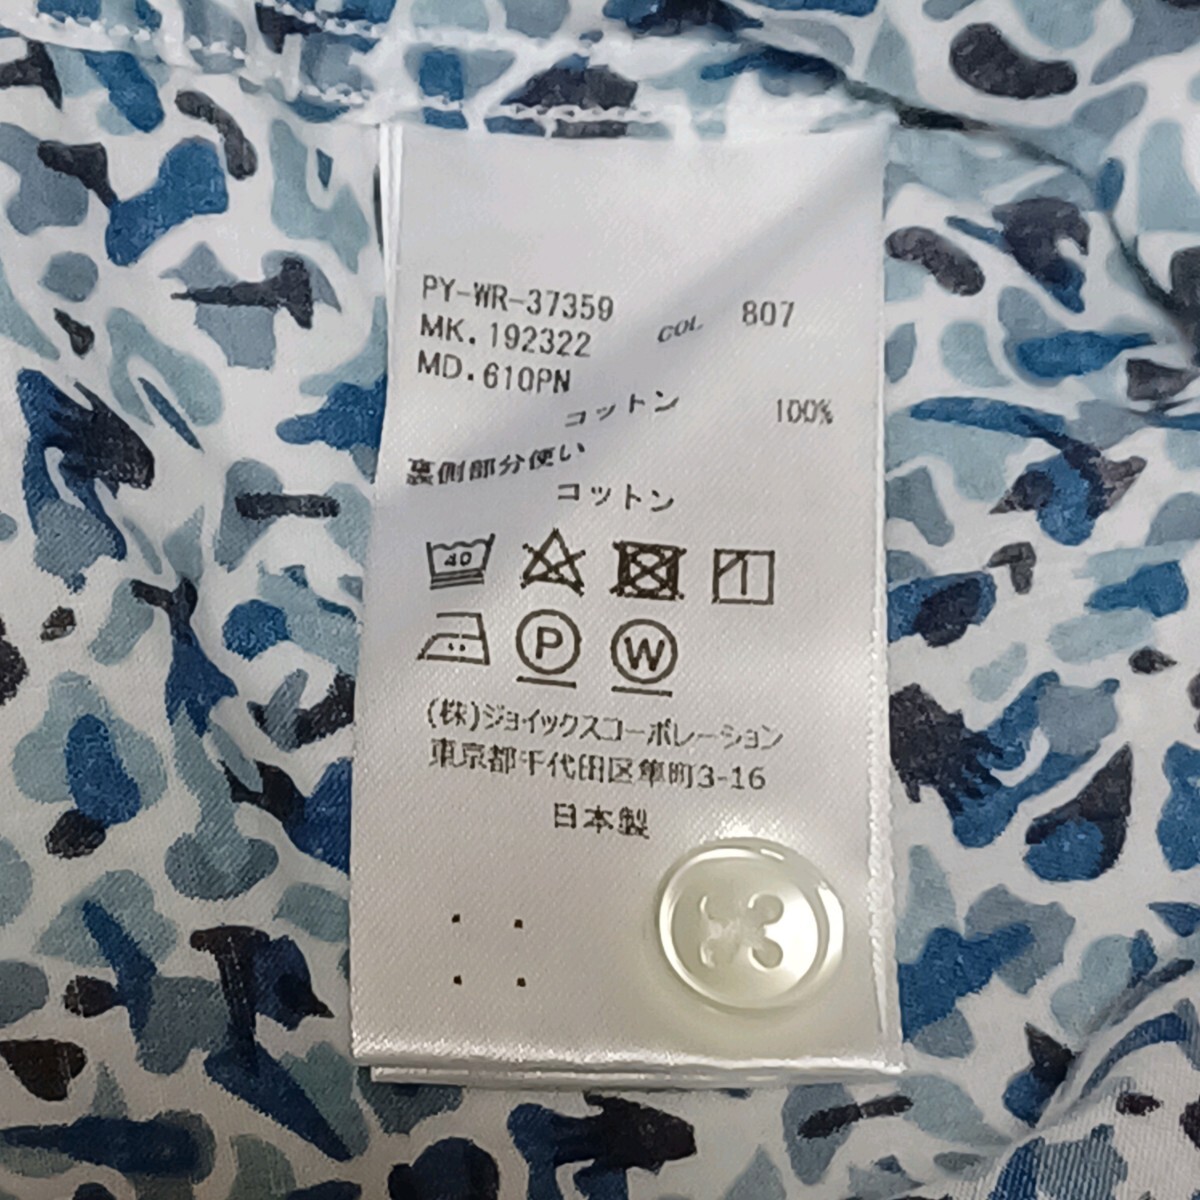 PY-WR-37359
MK.192322 COL 807
MD.610PN
コットン 100%
裏側部分使い
コットン
40
P W
(株)ジョイックスコーポレーション
東京都千代田区隼町3-16
日本製